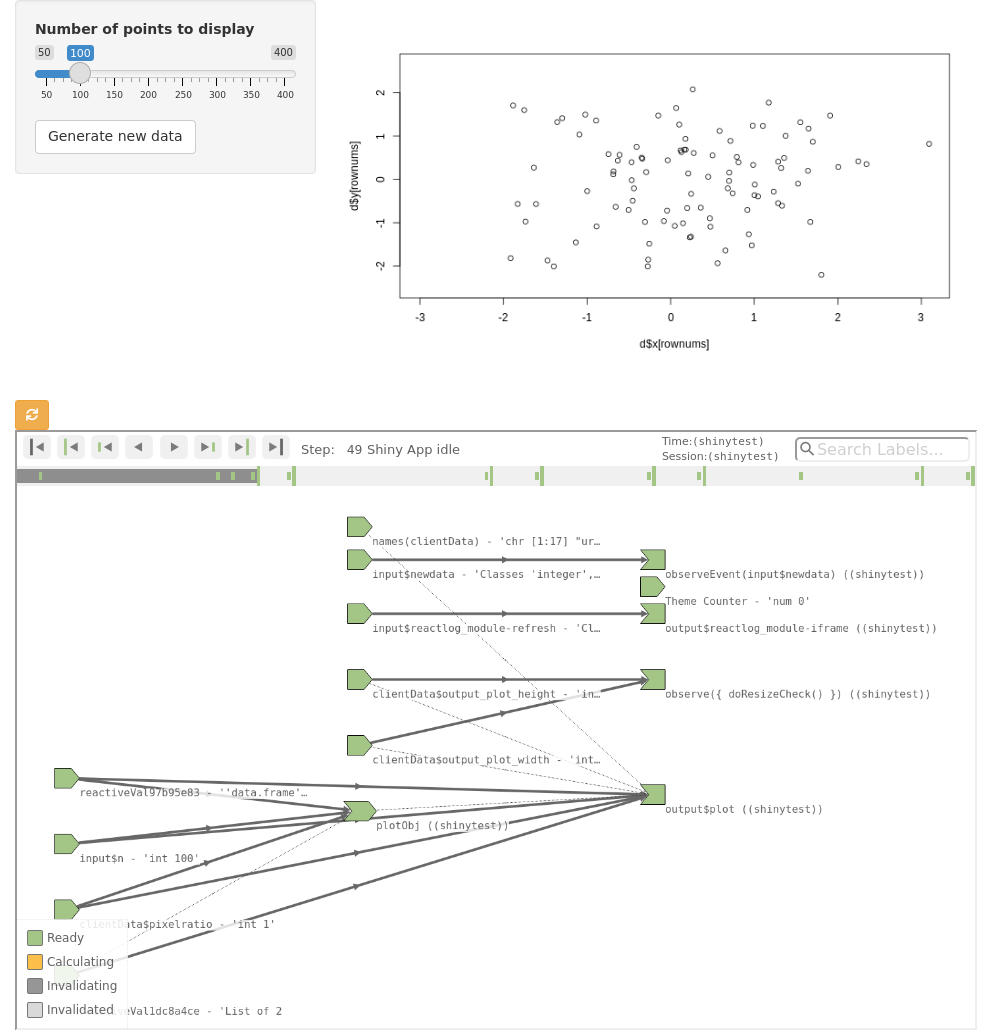 Number of points to display
50 100 400
50 100 150 200 250 300 350 400
Generate new data
d$y[rownums]
2
1
0
-1
-2
-3 -2 -1 0 1 2 3
d$x[rownums]
Step: 49 Shiny App idle
Time:(shinytest)
Session:(shinytest)
Search Labels...
names(clientData) - 'chr [1:17] "ur…
input$newdata - 'Classes 'integer',…
observeEvent(input$newdata) ((shinytest))
Theme Counter - 'num 0'
input$reactlog_module-refresh - 'Cl…
output$reactlog_module-iframe ((shinytest))
clientData$output_plot_height - 'in…
observe({ doResizeCheck() }) ((shinytest))
clientData$output_plot_width - 'int…
reactiveVal97b95e83 - ''data.frame'…
output$plot ((shinytest))
plotObj ((shinytest))
input$n - 'int 100'
clientData$pixelratio - 'int 1'
Ready
Calculating
Invalidating
Invalidated
veVal1dc8a4ce - 'List of 2